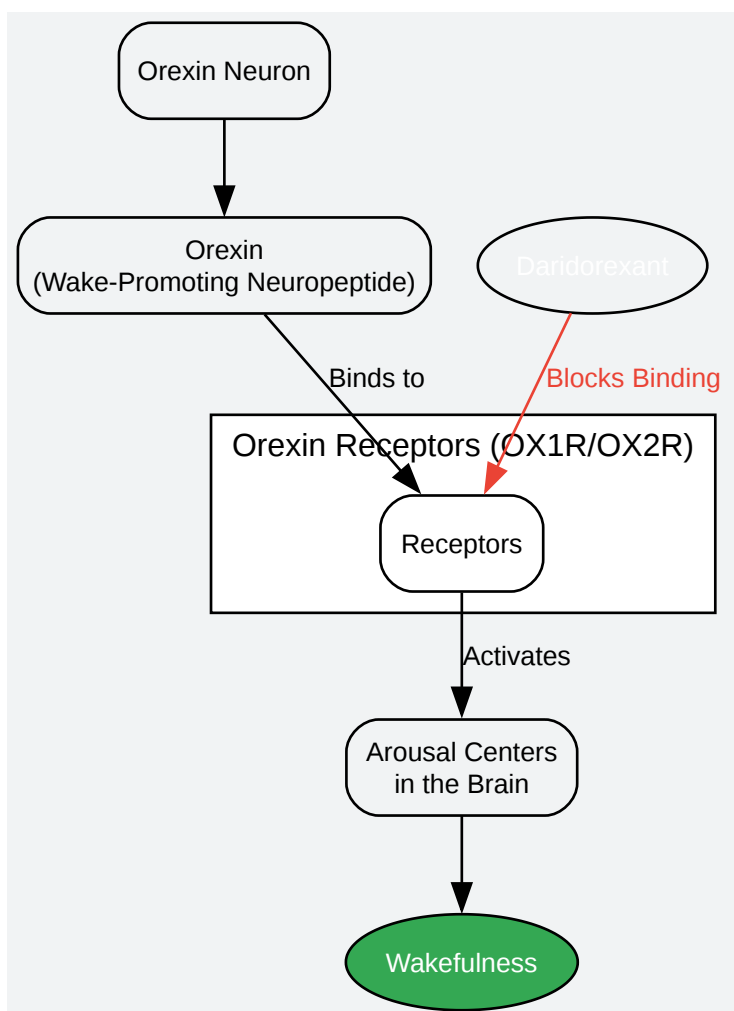 Orexin Neuron
Orexin
(Wake-Promoting Neuropeptide)
Daridorexant
Binds to
Blocks Binding
Orexin Receptors (OX1R/OX2R)
Receptors
Activates
Arousal Centers
in the Brain
Wakefulness